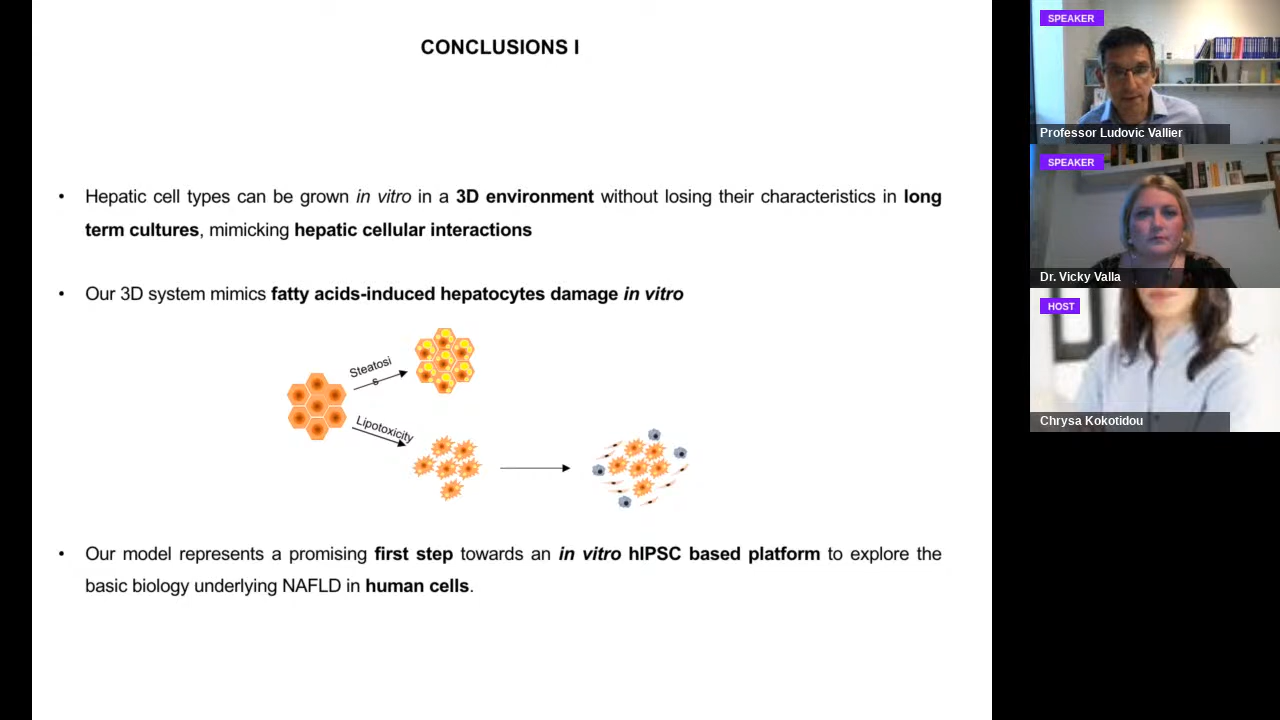 CONCLUSIONS I
• Hepatic cell types can be grown in vitro in a 3D environment without losing their characteristics in long
term cultures, mimicking hepatic cellular interactions
• Our 3D system mimics fatty acids-induced hepatocytes damage in vitro
Steatosi
s
Lipotoxicity
• Our model represents a promising first step towards an in vitro hIPSC based platform to explore the
basic biology underlying NAFLD in human cells.
SPEAKER
Professor Ludovic Vallier
SPEAKER
Dr. Vicky Valla
HOST
Chrysa Kokotidou